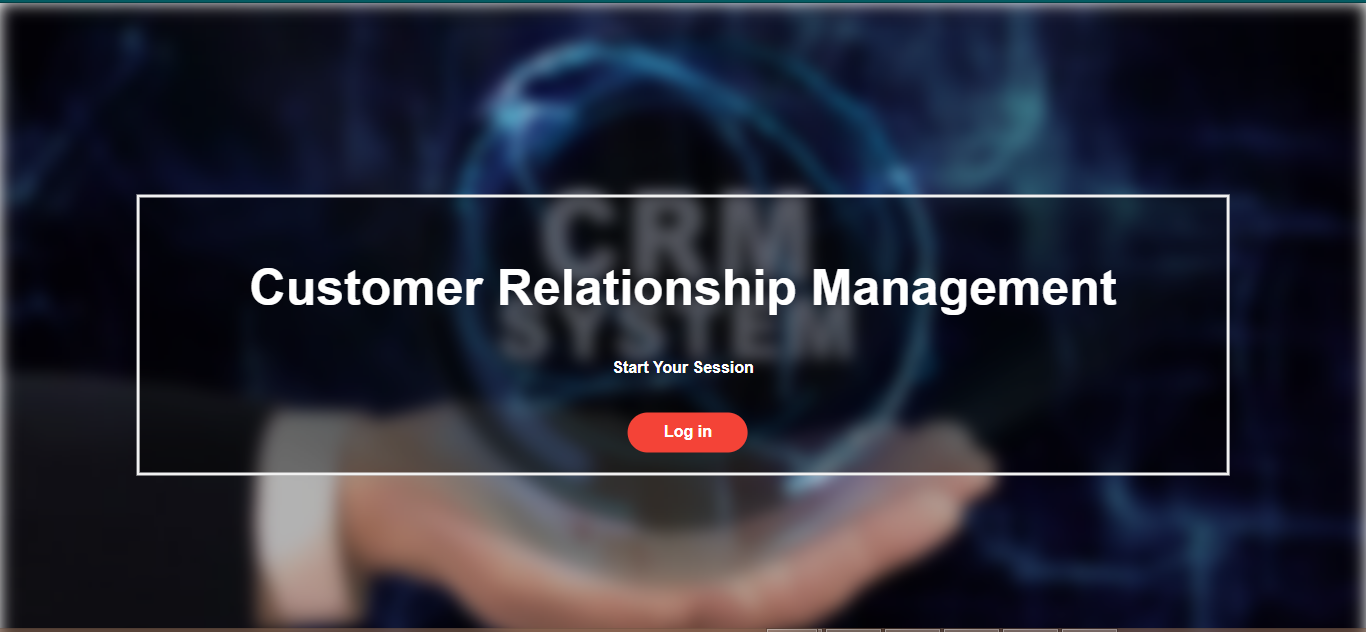 CRM
SYSTEM
Customer Relationship Management
Start Your Session
Log in